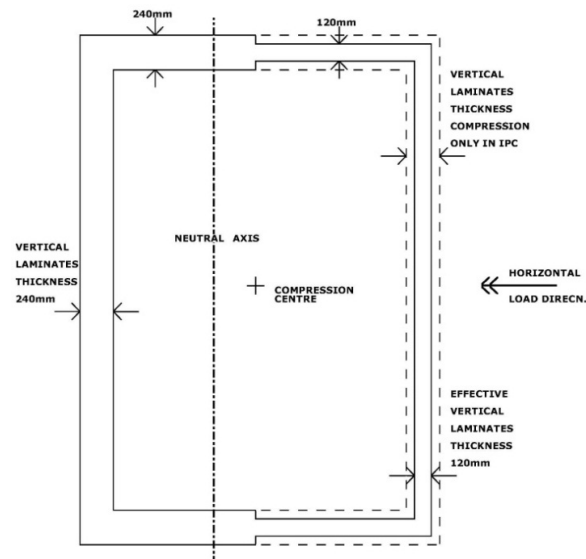 240mm
120mm
VERTICAL
LAMINATES
THICKNESS
COMPRESSION
ONLY IN IPC
NEUTRAL AXIS
VERTICAL
LAMINATES
THICKNESS
240mm
COMPRESSION
CENTRE
HORIZONTAL
LOAD DIRECN.
EFFECTIVE
VERTICAL
LAMINATES
THICKNESS
120mm